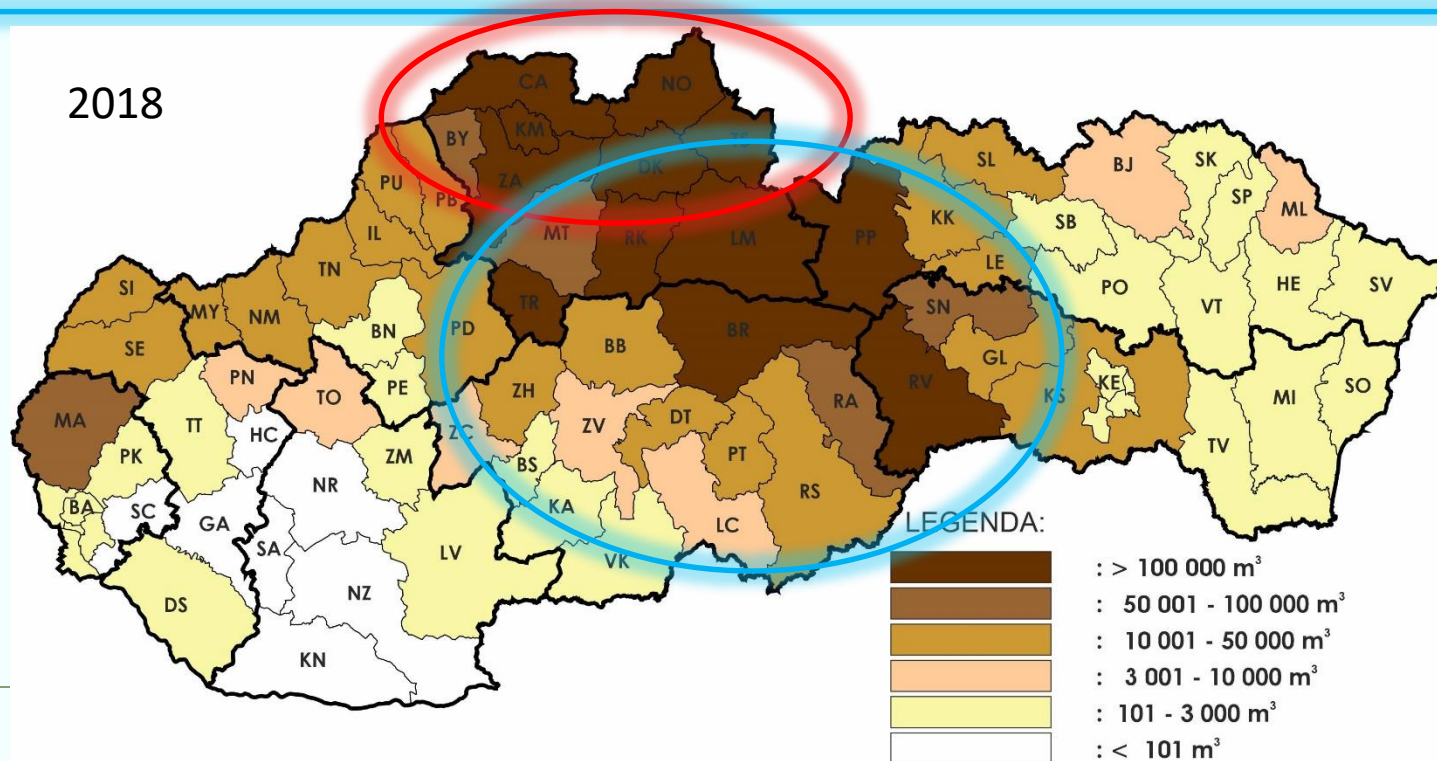 2018
CA
NO
BY
KM
TS
DK
ZA
PU
PB
IL
MT
RK
LM
PP
SL
KK
LE
BJ
SK
SP
ML
SB
PO
VT
HE
SV
TN
SI
MY
NM
SE
BN
PD
TR
BB
BR
SN
GL
RV
KS
KE
MI
SO
TV
PE
ZH
PN
TO
MA
TT
HC
PK
ZC
ZV
DT
RA
PT
BS
ZM
NR
RS
BA
SC
GA
KA
LC
SA
LV
VK
NZ
DS
KN
LEGENDA:
: > 100 000 m³
: 50 001 - 100 000 m³
: 10 001 - 50 000 m³
: 3 001 - 10 000 m³
: 101 - 3 000 m³
: < 101 m³